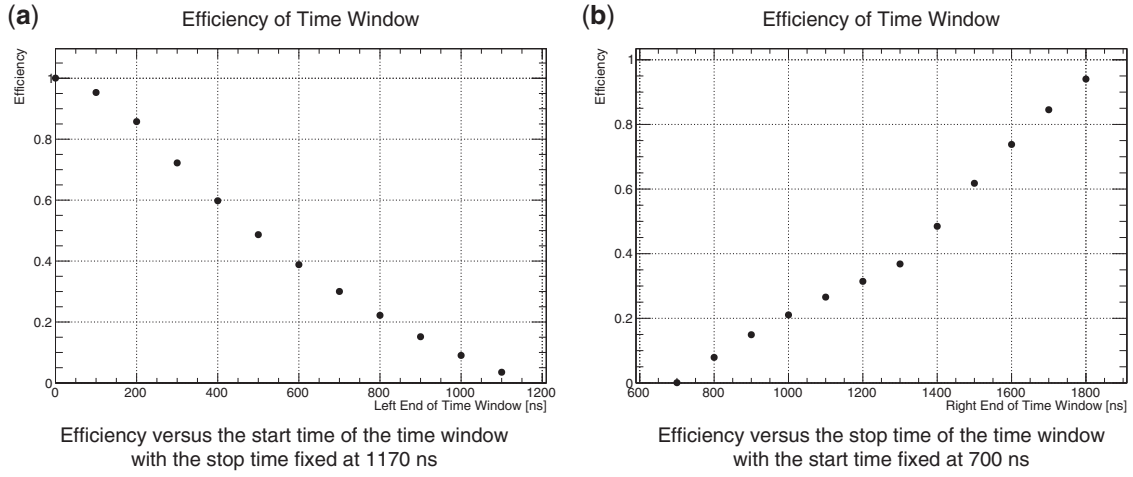 (a)
Efficiency of Time Window
Efficiency
1
0.8
0.6
0.4
0.2
0
0 200 400 600 800 1000 1200
Left End of Time Window [ns]
Efficiency versus the start time of the time window
with the stop time fixed at 1170 ns
(b)
Efficiency of Time Window
Efficiency
1
0.8
0.6
0.4
0.2
0
600 800 1000 1200 1400 1600 1800
Right End of Time Window [ns]
Efficiency versus the stop time of the time window
with the start time fixed at 700 ns